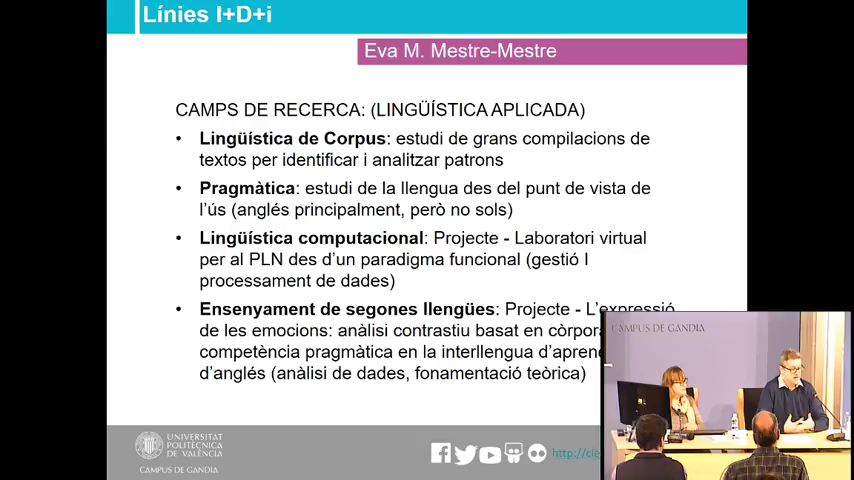 Línies I+D+i
Eva M. Mestre-Mestre
CAMPS DE RECERCA: (LINGÜÍSTICA APLICADA)
• Lingüística de Corpus: estudi de grans compilacions de
textos per identificar i analitzar patrons
• Pragmàtica: estudi de la llengua des del punt de vista de
l'ús (anglés principalment, però no sols)
• Lingüística computacional: Projecte - Laboratori virtual
per al PLN des d'un paradigma funcional (gestió I
processament de dades)
• Ensenyament de segones llengües: Projecte - L'expressió
de les emocions: anàlisi contrastiu basat en còrpora
competència pragmàtica en la interllengua d'aprene
d'anglés (anàlisi de dades, fonamentació teòrica)
CAMPUS DE GANDIA
UNIVERSITAT
POLITÈCNICA
DE VALÈNCIA
CAMPUS DE GANDIA
http://cie